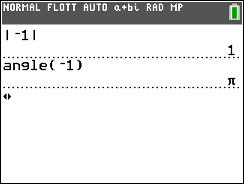 NORMAL FLOTT AUTO a+bi RAD MP
|-1|
1
angle(-1)
π